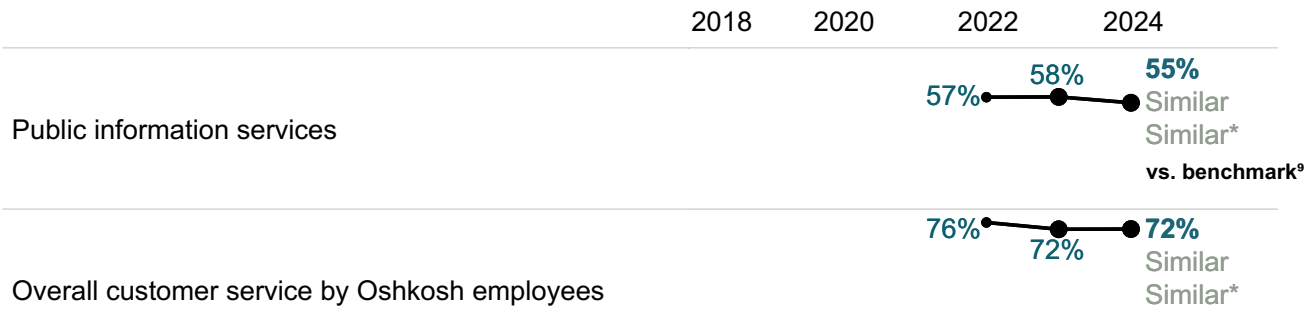 2018 2020 2022 2024
57% 58% 55%
Similar
Public information services Similar*
vs. benchmark⁹
76% 72% 72%
Similar
Overall customer service by Oshkosh employees Similar*